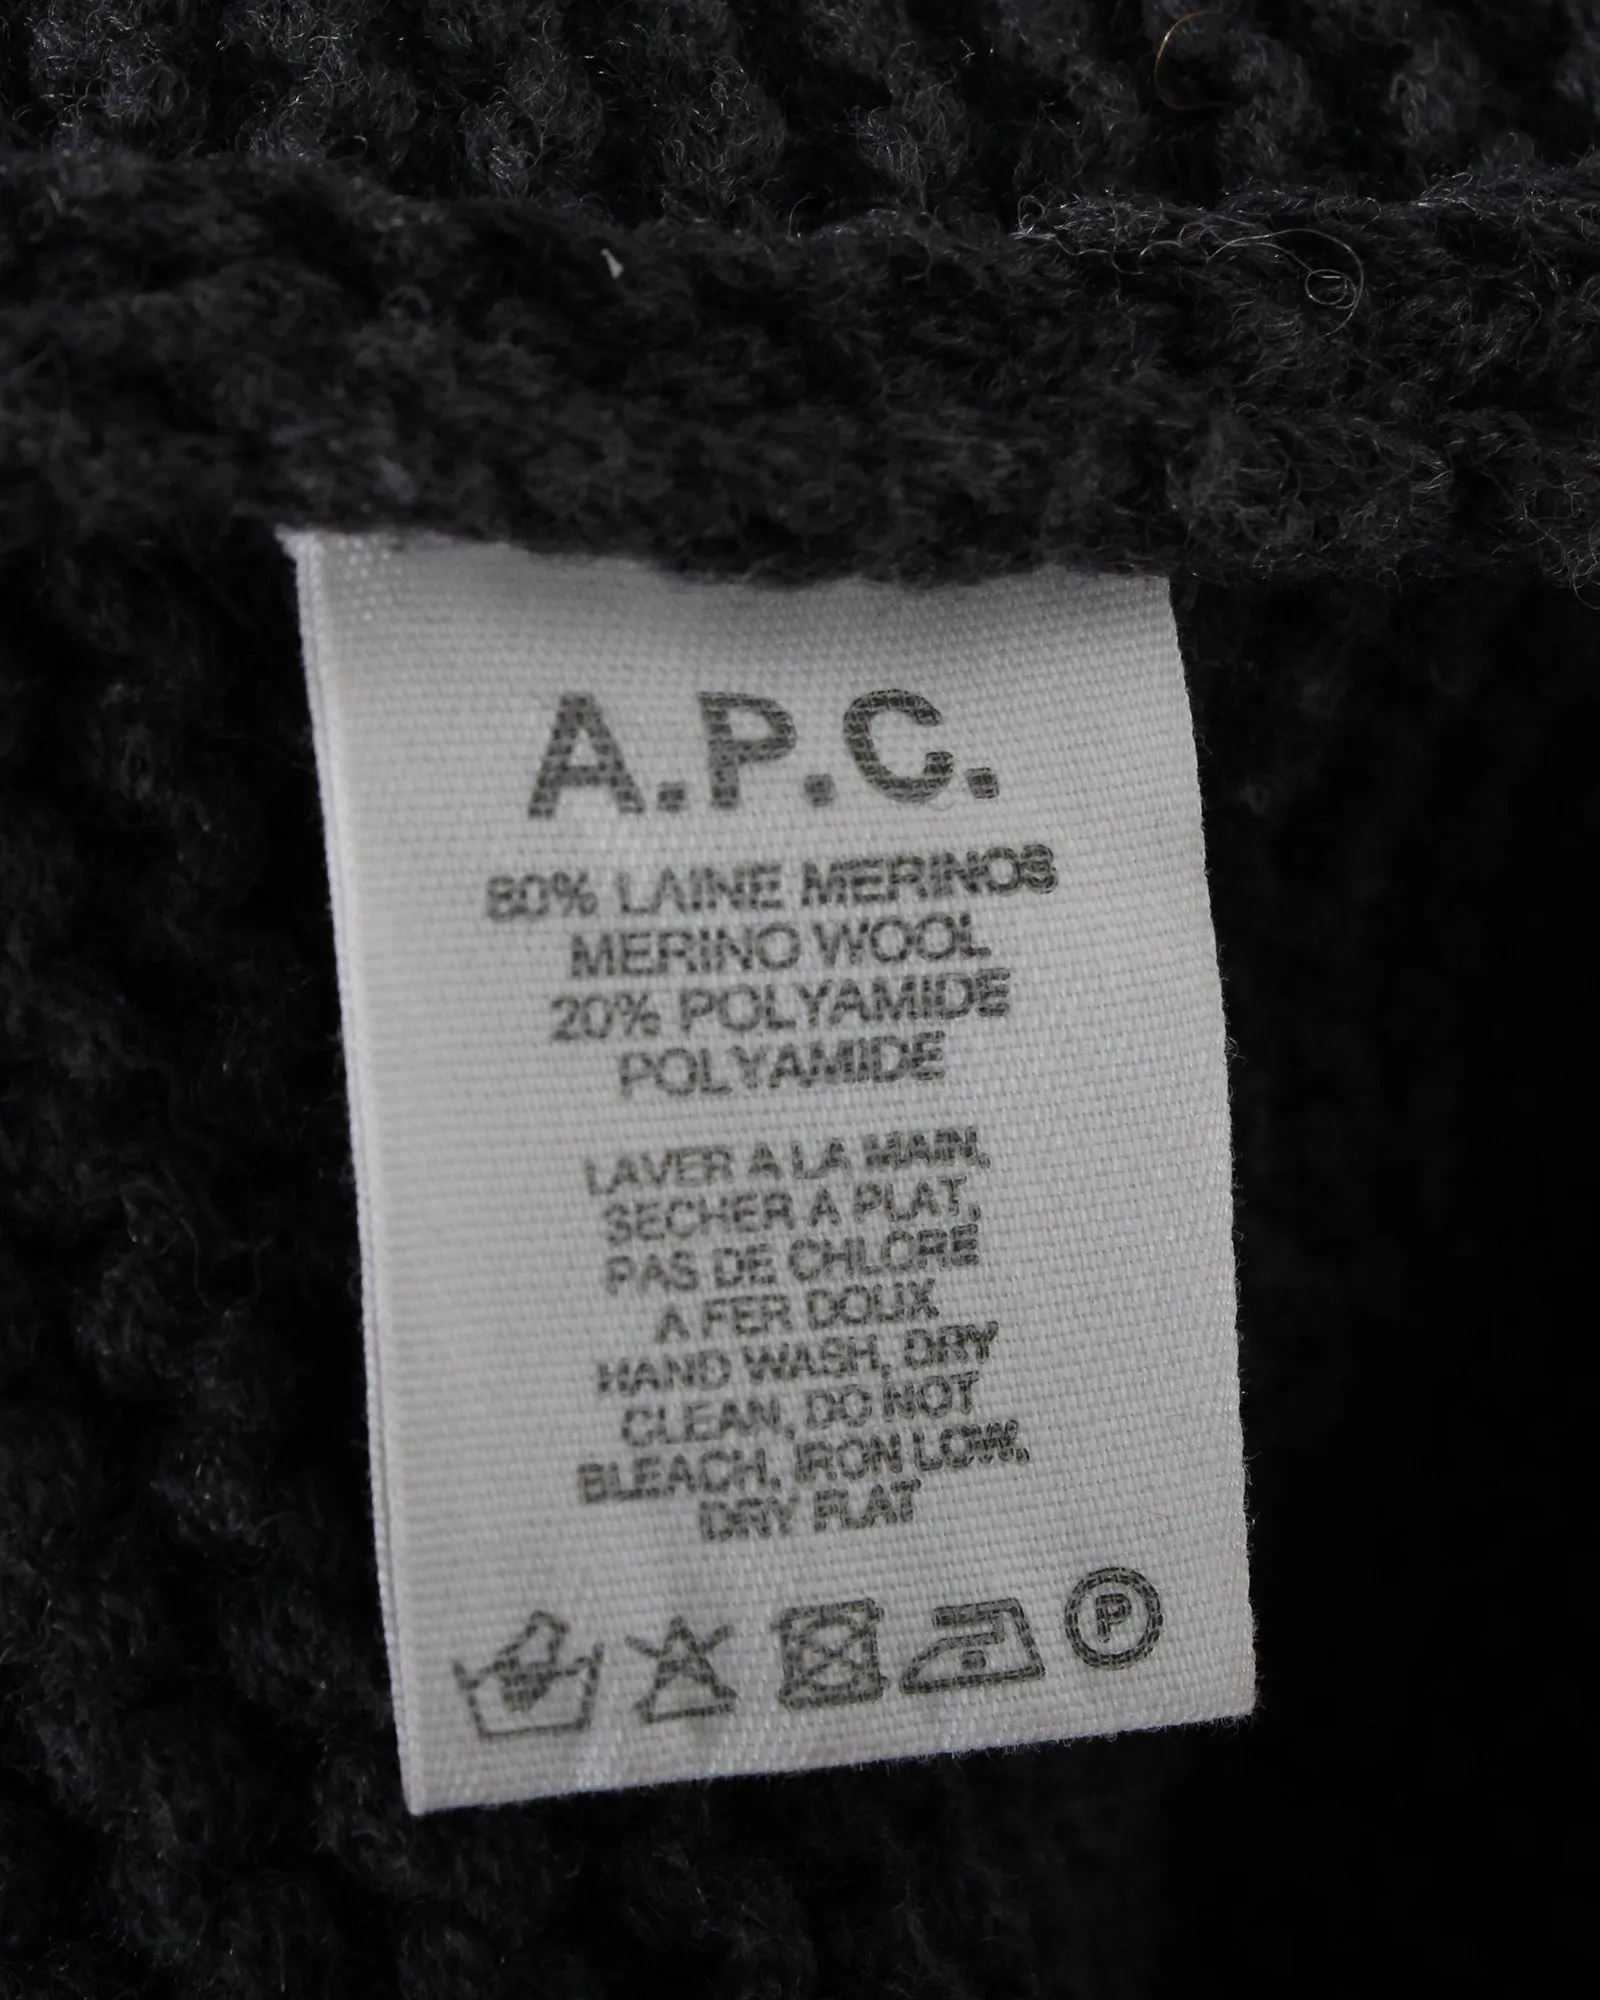 A.P.C.
80% LAINE MERINOS
MERINO WOOL
20% POLYAMIDE
POLYAMIDE
LAVER A LA MAIN,
SECHER A PLAT,
PAS DE CHLORE
A FER DOUX
HAND WASH, DRY
CLEAN, DO NOT
BLEACH, IRON LOW,
DRY FLAT
P